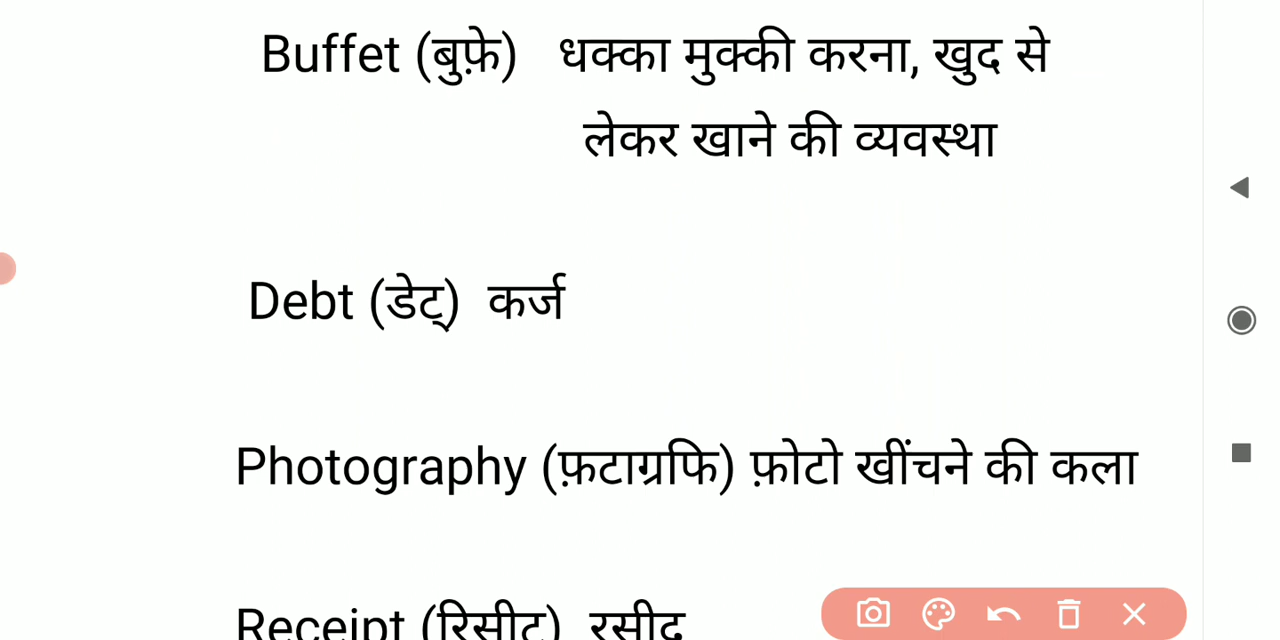 Buffet (बुफ़े) धक्का मुक्की करना, खुद से
लेकर खाने की व्यवस्था
Debt (डेट्) कर्ज
Photography (फ़टाग्रफि) फ़ोटो खींचने की कला
Receipt (रिसीट) रसीद